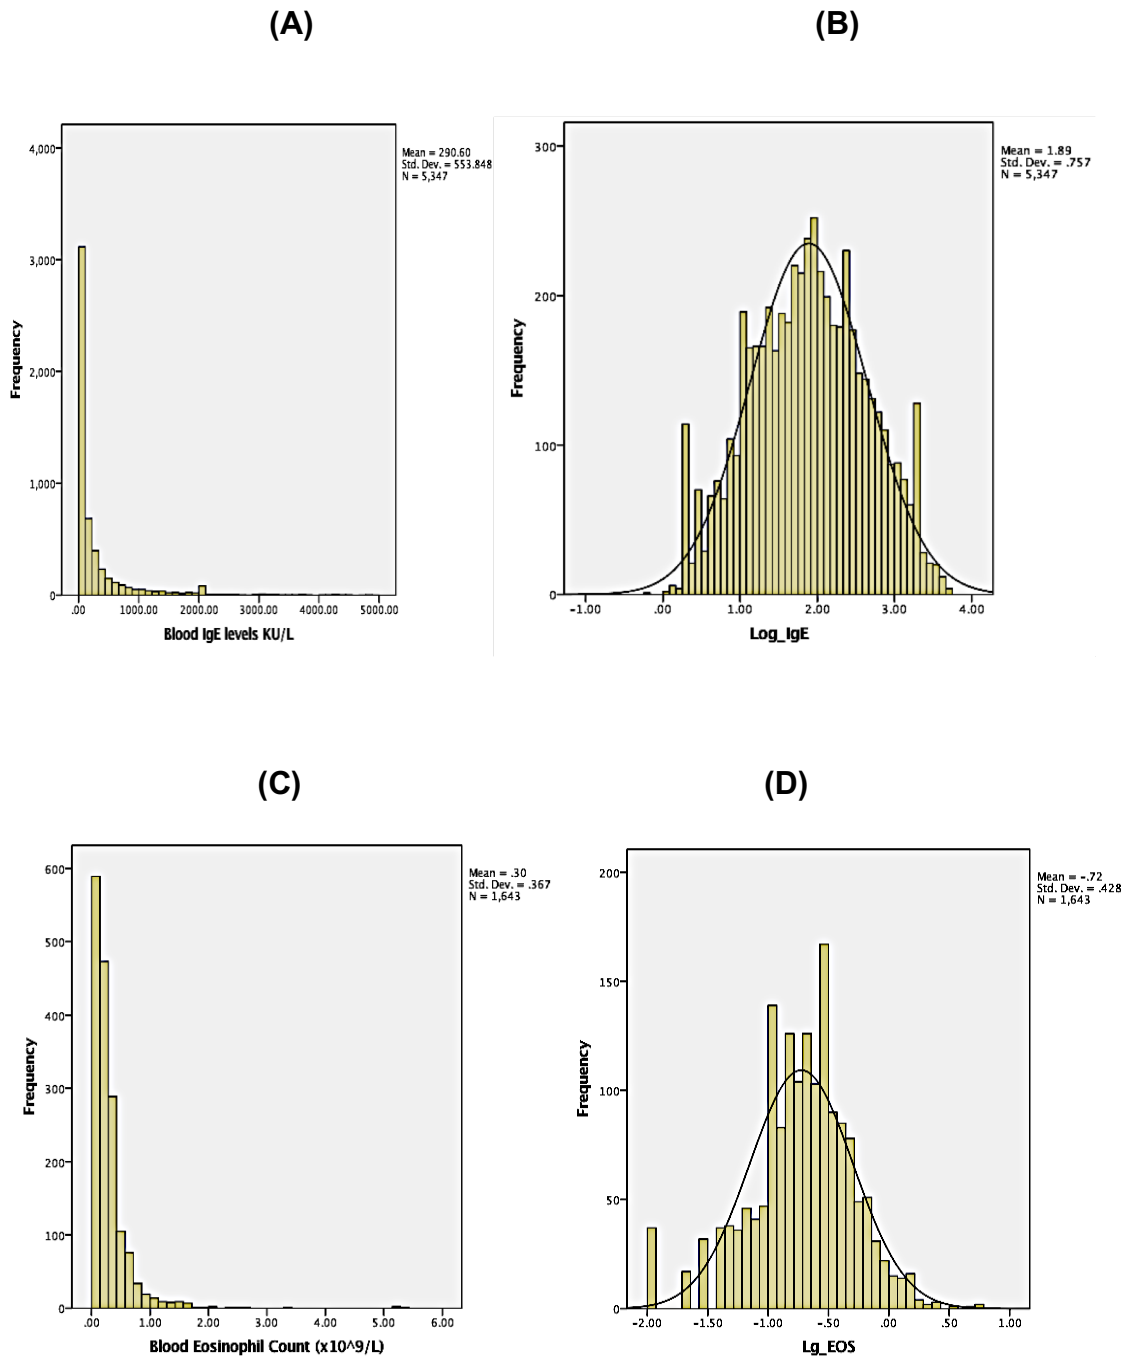 (A)
(B)
Mean = 290.60
Std. Dev. = 553.848
N = 5,347
4,000
3,000
2,000
1,000
0
Frequency
.00 1000.00 2000.00 3000.00 4000.00 5000.00
Blood IgE levels KU/L
Mean = 1.89
Std. Dev. = .757
N = 5,347
300
200
100
0
Frequency
-1.00 .00 1.00 2.00 3.00 4.00
Log_IgE
(C)
(D)
Mean = .30
Std. Dev. = .367
N = 1,643
600
500
400
300
200
100
0
Frequency
.00 1.00 2.00 3.00 4.00 5.00 6.00
Blood Eosinophil Count (x10^9/L)
Mean = -.72
Std. Dev. = .428
N = 1,643
200
150
100
50
0
Frequency
-2.00 -1.50 -1.00 -.50 .00 .50 1.00
Lg_EOS